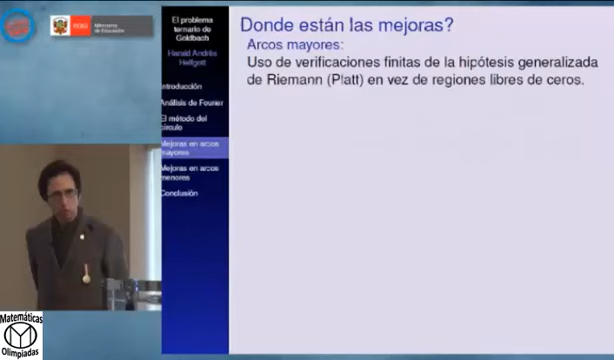 PERÚ
Ministerio
de Educación
El problema
ternario de
Goldbach
Harald Andrés
Helfgott
Introducción
Análisis de Fourier
El método del
círculo
Mejoras en arcos
mayores
Mejoras en arcos
menores
Conclusión
Donde están las mejoras?
Arcos mayores:
Uso de verificaciones finitas de la hipótesis generalizada
de Riemann (Platt) en vez de regiones libres de ceros.
Matemáticas
Olimpiadas